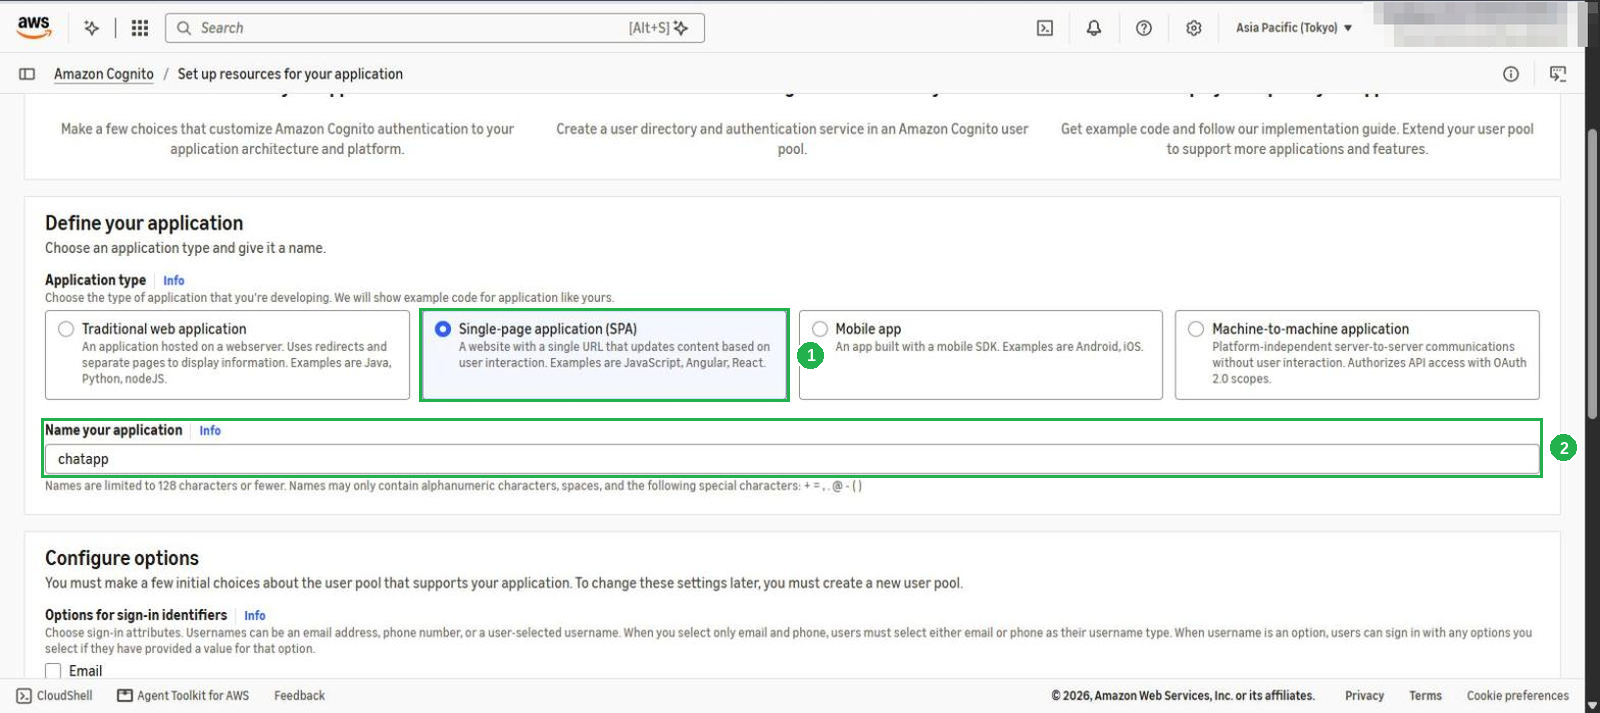 aws
Search
[Alt+S]
Asia Pacific (Tokyo)
Amazon Cognito / Set up resources for your application
Make a few choices that customize Amazon Cognito authentication to your
application architecture and platform.
Create a user directory and authentication service in an Amazon Cognito user
pool.
Get example code and follow our implementation guide. Extend your user pool
to support more applications and features.
Define your application
Choose an application type and give it a name.
Application type Info
Choose the type of application that you're developing. We will show example code for application like yours.
Traditional web application
An application hosted on a webserver. Uses redirects and
separate pages to display information. Examples are Java,
Python, nodeJS.
Single-page application (SPA)
A website with a single URL that updates content based on
user interaction. Examples are JavaScript, Angular, React.
1
Mobile app
An app built with a mobile SDK. Examples are Android, iOS.
Machine-to-machine application
Platform-independent server-to-server communications
without user interaction. Authorizes API access with OAuth
2.0 scopes.
Name your application Info
chatapp
2
Names are limited to 128 characters or fewer. Names may only contain alphanumeric characters, spaces, and the following special characters: + = , . @ - ( )
Configure options
You must make a few initial choices about the user pool that supports your application. To change these settings later, you must create a new user pool.
Options for sign-in identifiers Info
Choose sign-in attributes. Usernames can be an email address, phone number, or a user-selected username. When you select only email and phone, users must select either email or phone as their username type. When username is an option, users can sign in with any options you
select if they have provided a value for that option.
Email
CloudShell Agent Toolkit for AWS Feedback
© 2026, Amazon Web Services, Inc. or its affiliates. Privacy Terms Cookie preferences